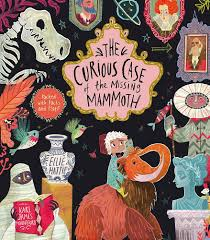 THE
CURIOUS CASE
of the MISSING
MAMMOTH
Packed
with Facts
and Flaps!
ELLIE
HATTIE
KARL
JAMES
MOUNTFORD